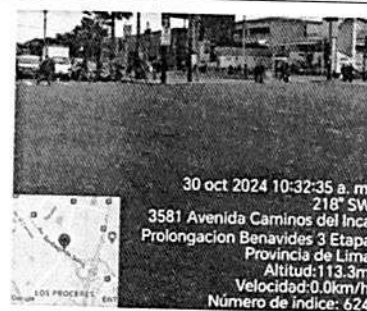 30 oct 2024 10:32:35 a. m
218° SW
3581 Avenida Caminos del Inca
Prolongacion Benavides 3 Etapa
Provincia de Lima
Altitud:113.3m
Velocidad:0.0km/h
Número de índice: 624
LOS PROCERES
Google